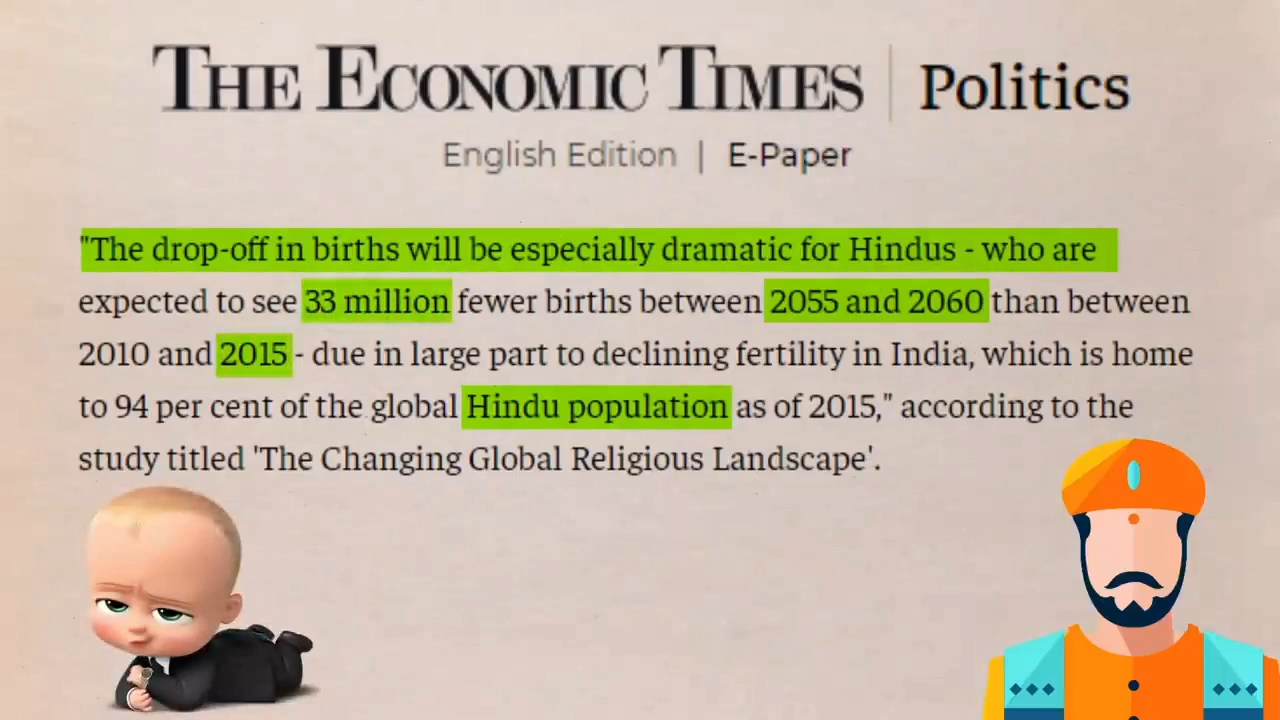 THE ECONOMIC TIMES | Politics
English Edition | E-Paper
"The drop-off in births will be especially dramatic for Hindus - who are
expected to see 33 million fewer births between 2055 and 2060 than between
2010 and 2015 - due in large part to declining fertility in India, which is home
to 94 per cent of the global Hindu population as of 2015," according to the
study titled 'The Changing Global Religious Landscape'.